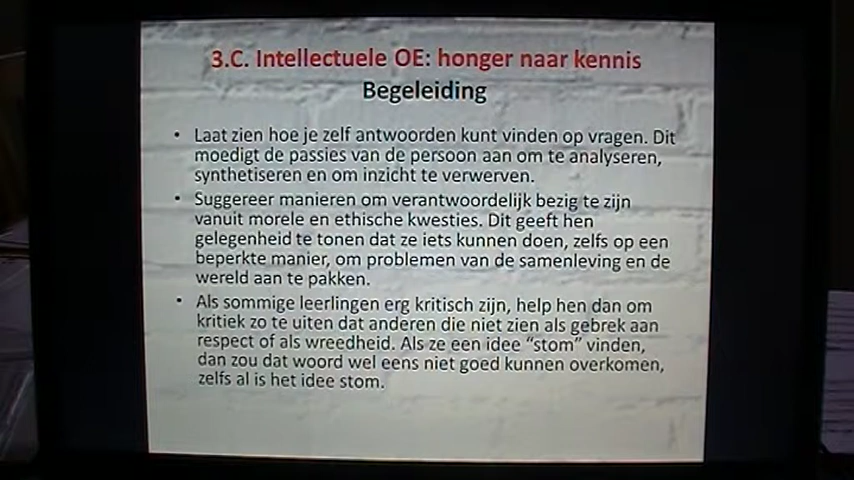 3.C. Intellectuele OE: honger naar kennis
Begeleiding
• Laat zien hoe je zelf antwoorden kunt vinden op vragen. Dit
moedigt de passies van de persoon aan om te analyseren,
synthetiseren en om inzicht te verwerven.
• Suggereer manieren om verantwoordelijk bezig te zijn
vanuit morele en ethische kwesties. Dit geeft hen
gelegenheid te tonen dat ze iets kunnen doen, zelfs op een
beperkte manier, om problemen van de samenleving en de
wereld aan te pakken.
• Als sommige leerlingen erg kritisch zijn, help hen dan om
kritiek zo te uiten dat anderen die niet zien als gebrek aan
respect of als wreedheid. Als ze een idee “stom” vinden,
dan zou dat woord wel eens niet goed kunnen overkomen,
zelfs al is het idee stom.